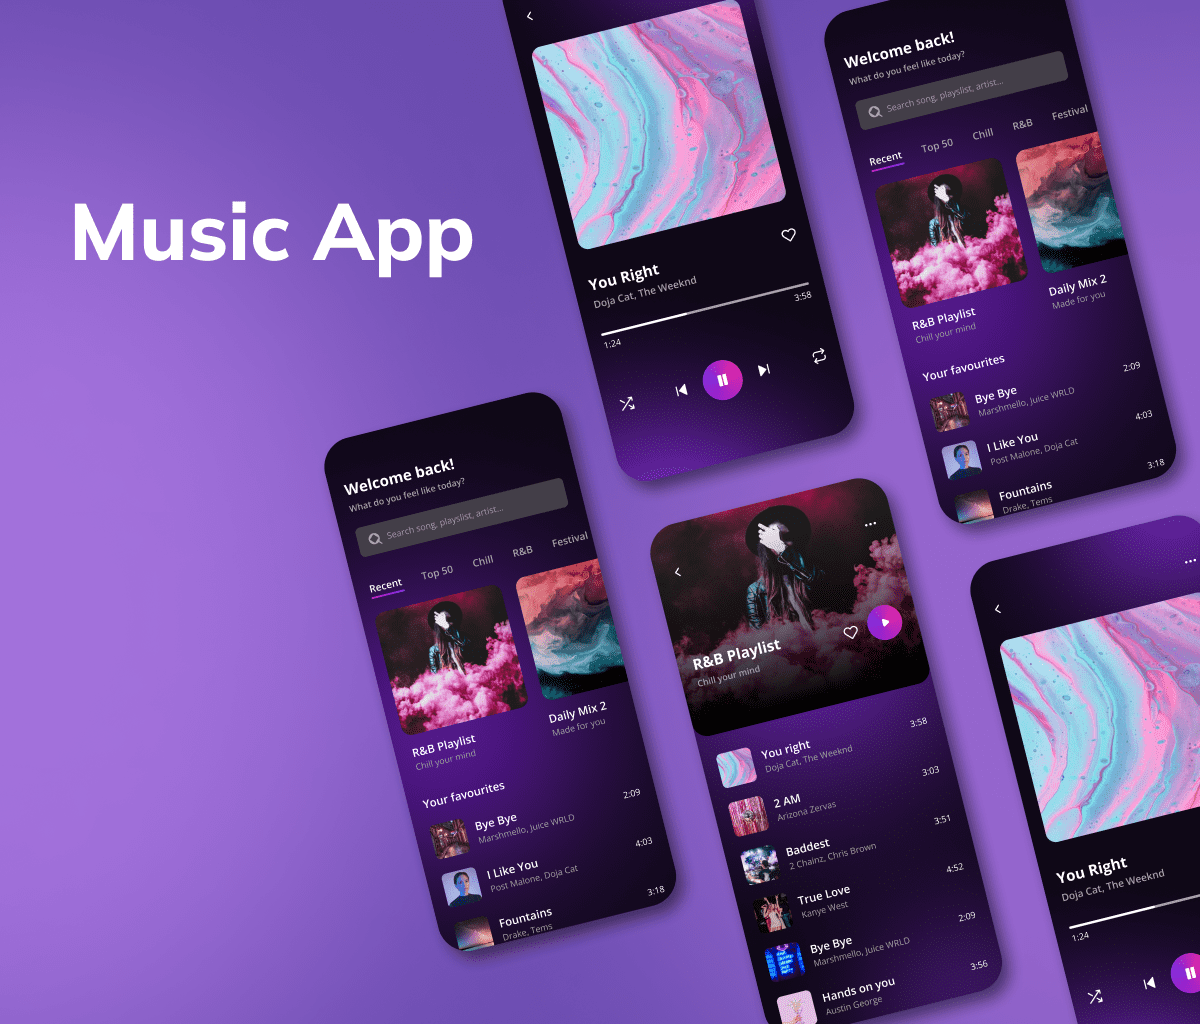 Music App
You Right
Doja Cat, The Weeknd
1:24
3:58
Welcome back!
What do you feel like today?
Search song, playslist, artist...
Recent
Top 50
Chill
R&B
Festival
R&B Playlist
Chill your mind
Daily Mix 2
Made for you
Your favourites
Bye Bye
Marshmello, Juice WRLD
2:09
I Like You
Post Malone, Doja Cat
4:03
Fountains
Drake, Tems
3:18
Welcome back!
What do you feel like today?
Search song, playslist, artist...
Recent
Top 50
Chill
R&B
Festival
R&B Playlist
Chill your mind
Daily Mix 2
Made for you
Your favourites
Bye Bye
Marshmello, Juice WRLD
2:09
I Like You
Post Malone, Doja Cat
4:03
Fountains
Drake, Tems
3:18
R&B Playlist
Chill your mind
You right
Doja Cat, The Weeknd
3:58
2 AM
Arizona Zervas
3:03
Baddest
2 Chainz, Chris Brown
3:51
True Love
Kanye West
4:52
Bye Bye
Marshmello, Juice WRLD
2:09
Hands on you
Austin George
3:56
You Right
Doja Cat, The Weeknd
1:24